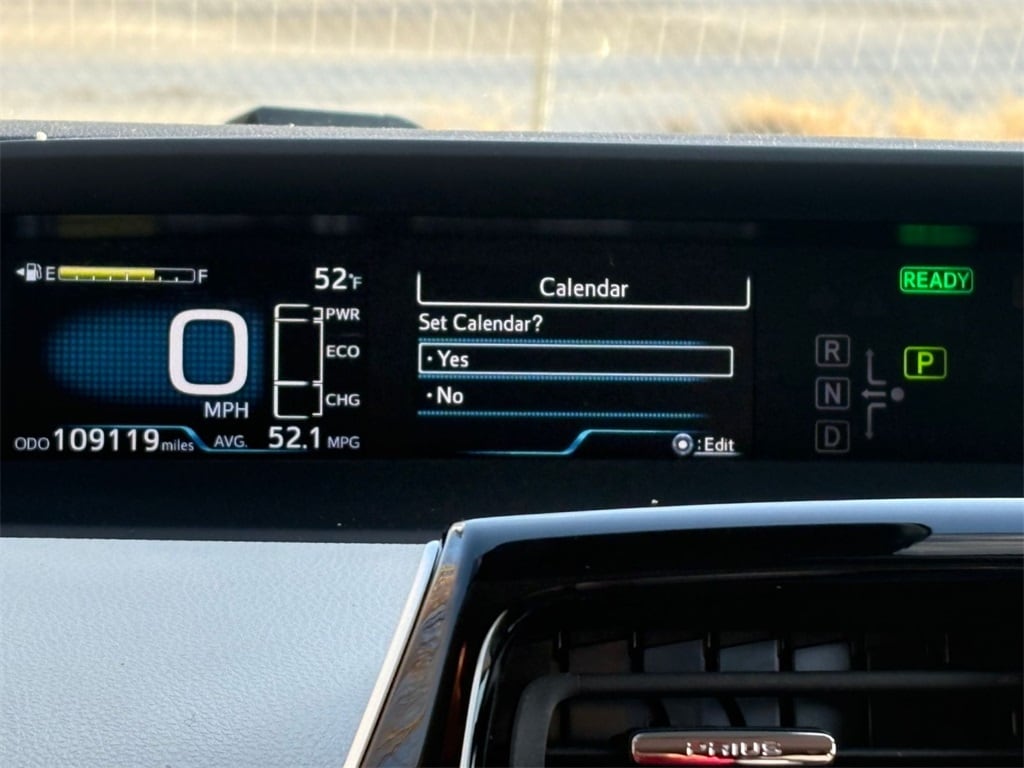 E F
52°F
Calendar
READY
PWR
Set Calendar?
0
ECO
· Yes
R
P
N
MPH
CHG
· No
D
ODO 109119 miles AVG. 52.1 MPG
: Edit
PRIUS